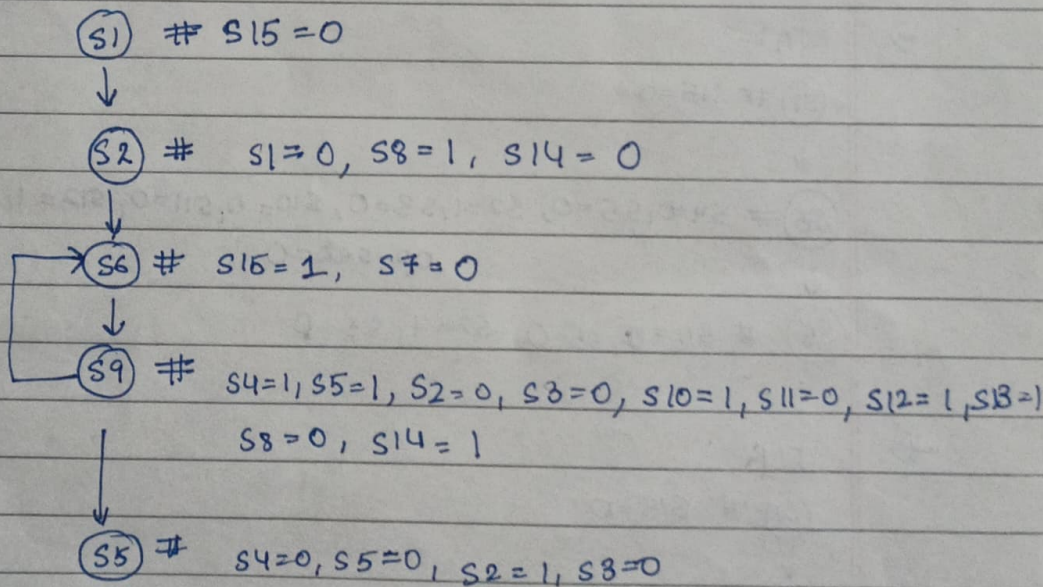 S1 # S15=0
S2 # S1=0, S8=1, S14=0
S6 # S15=1, S7=0
S9 # S4=1, S5=1, S2=0, S3=0, S10=1, S11=0, S12=1, S13=1
S8=0, S14=1
S5 # S4=0, S5=0, S2=1, S3=0